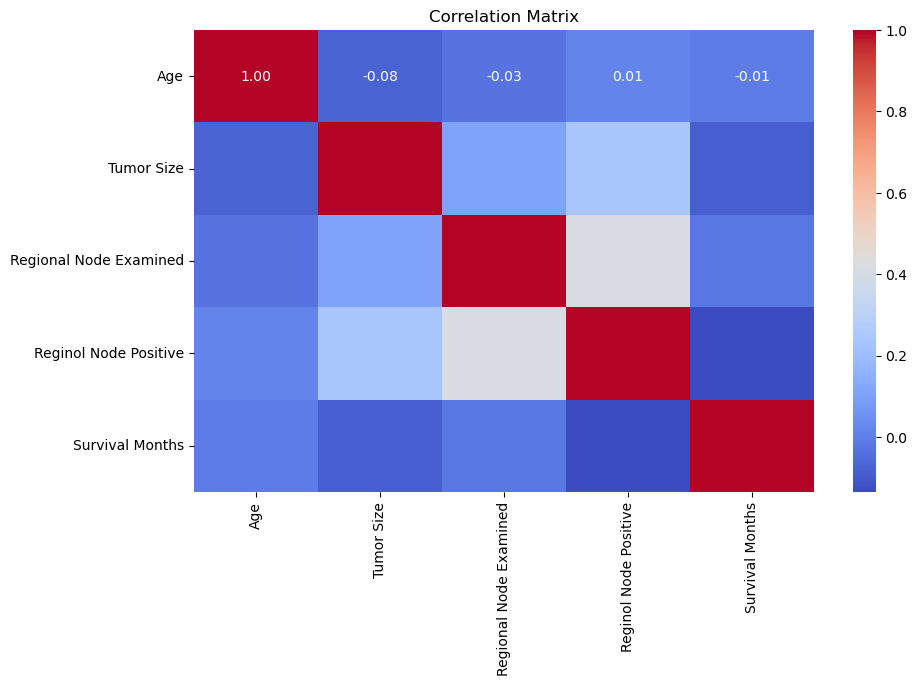 Correlation Matrix
Age
1.00 -0.08 -0.03 0.01 -0.01
Tumor Size
Regional Node Examined
Reginol Node Positive
Survival Months
Age
Tumor Size
Regional Node Examined
Reginol Node Positive
Survival Months
1.0
0.8
0.6
0.4
0.2
0.0